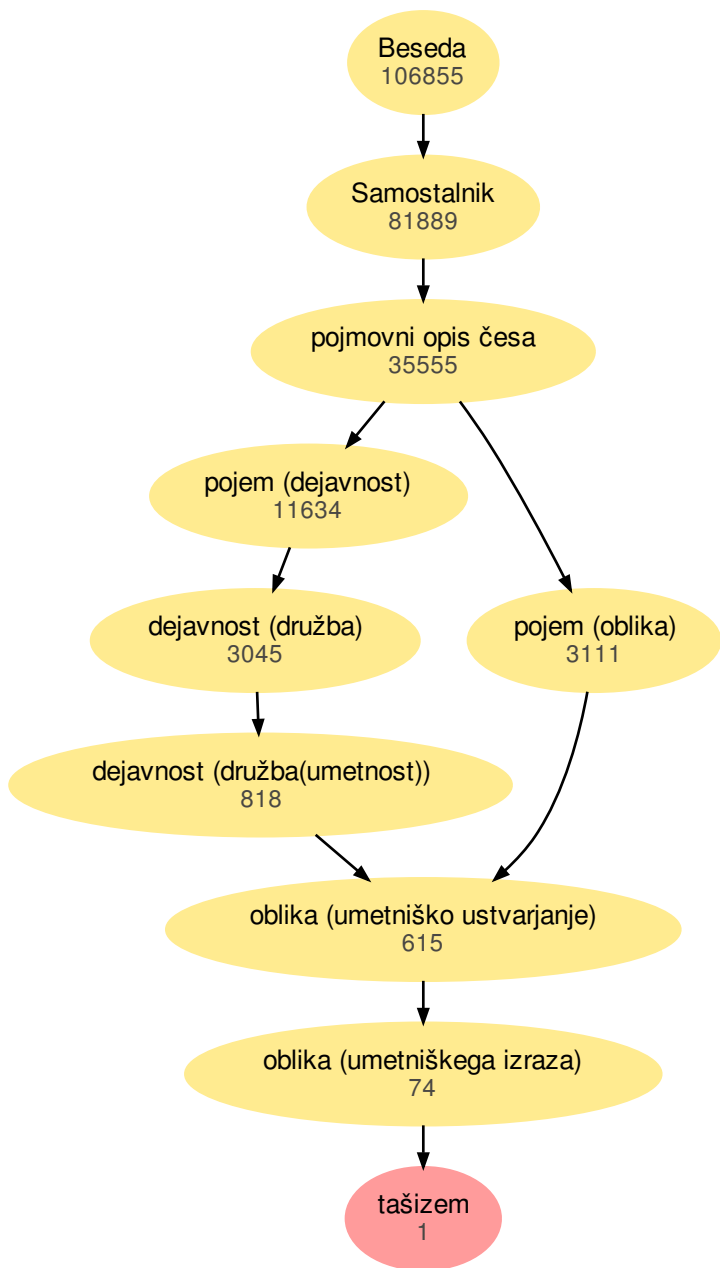 Beseda
106855
Samostalnik
81889
pojmovni opis česa
35555
pojem (dejavnost)
11634
dejavnost (družba)
3045
pojem (oblika)
3111
dejavnost (družba(umetnost))
818
oblika (umetniško ustvarjanje)
615
oblika (umetniškega izraza)
74
tašizem
1